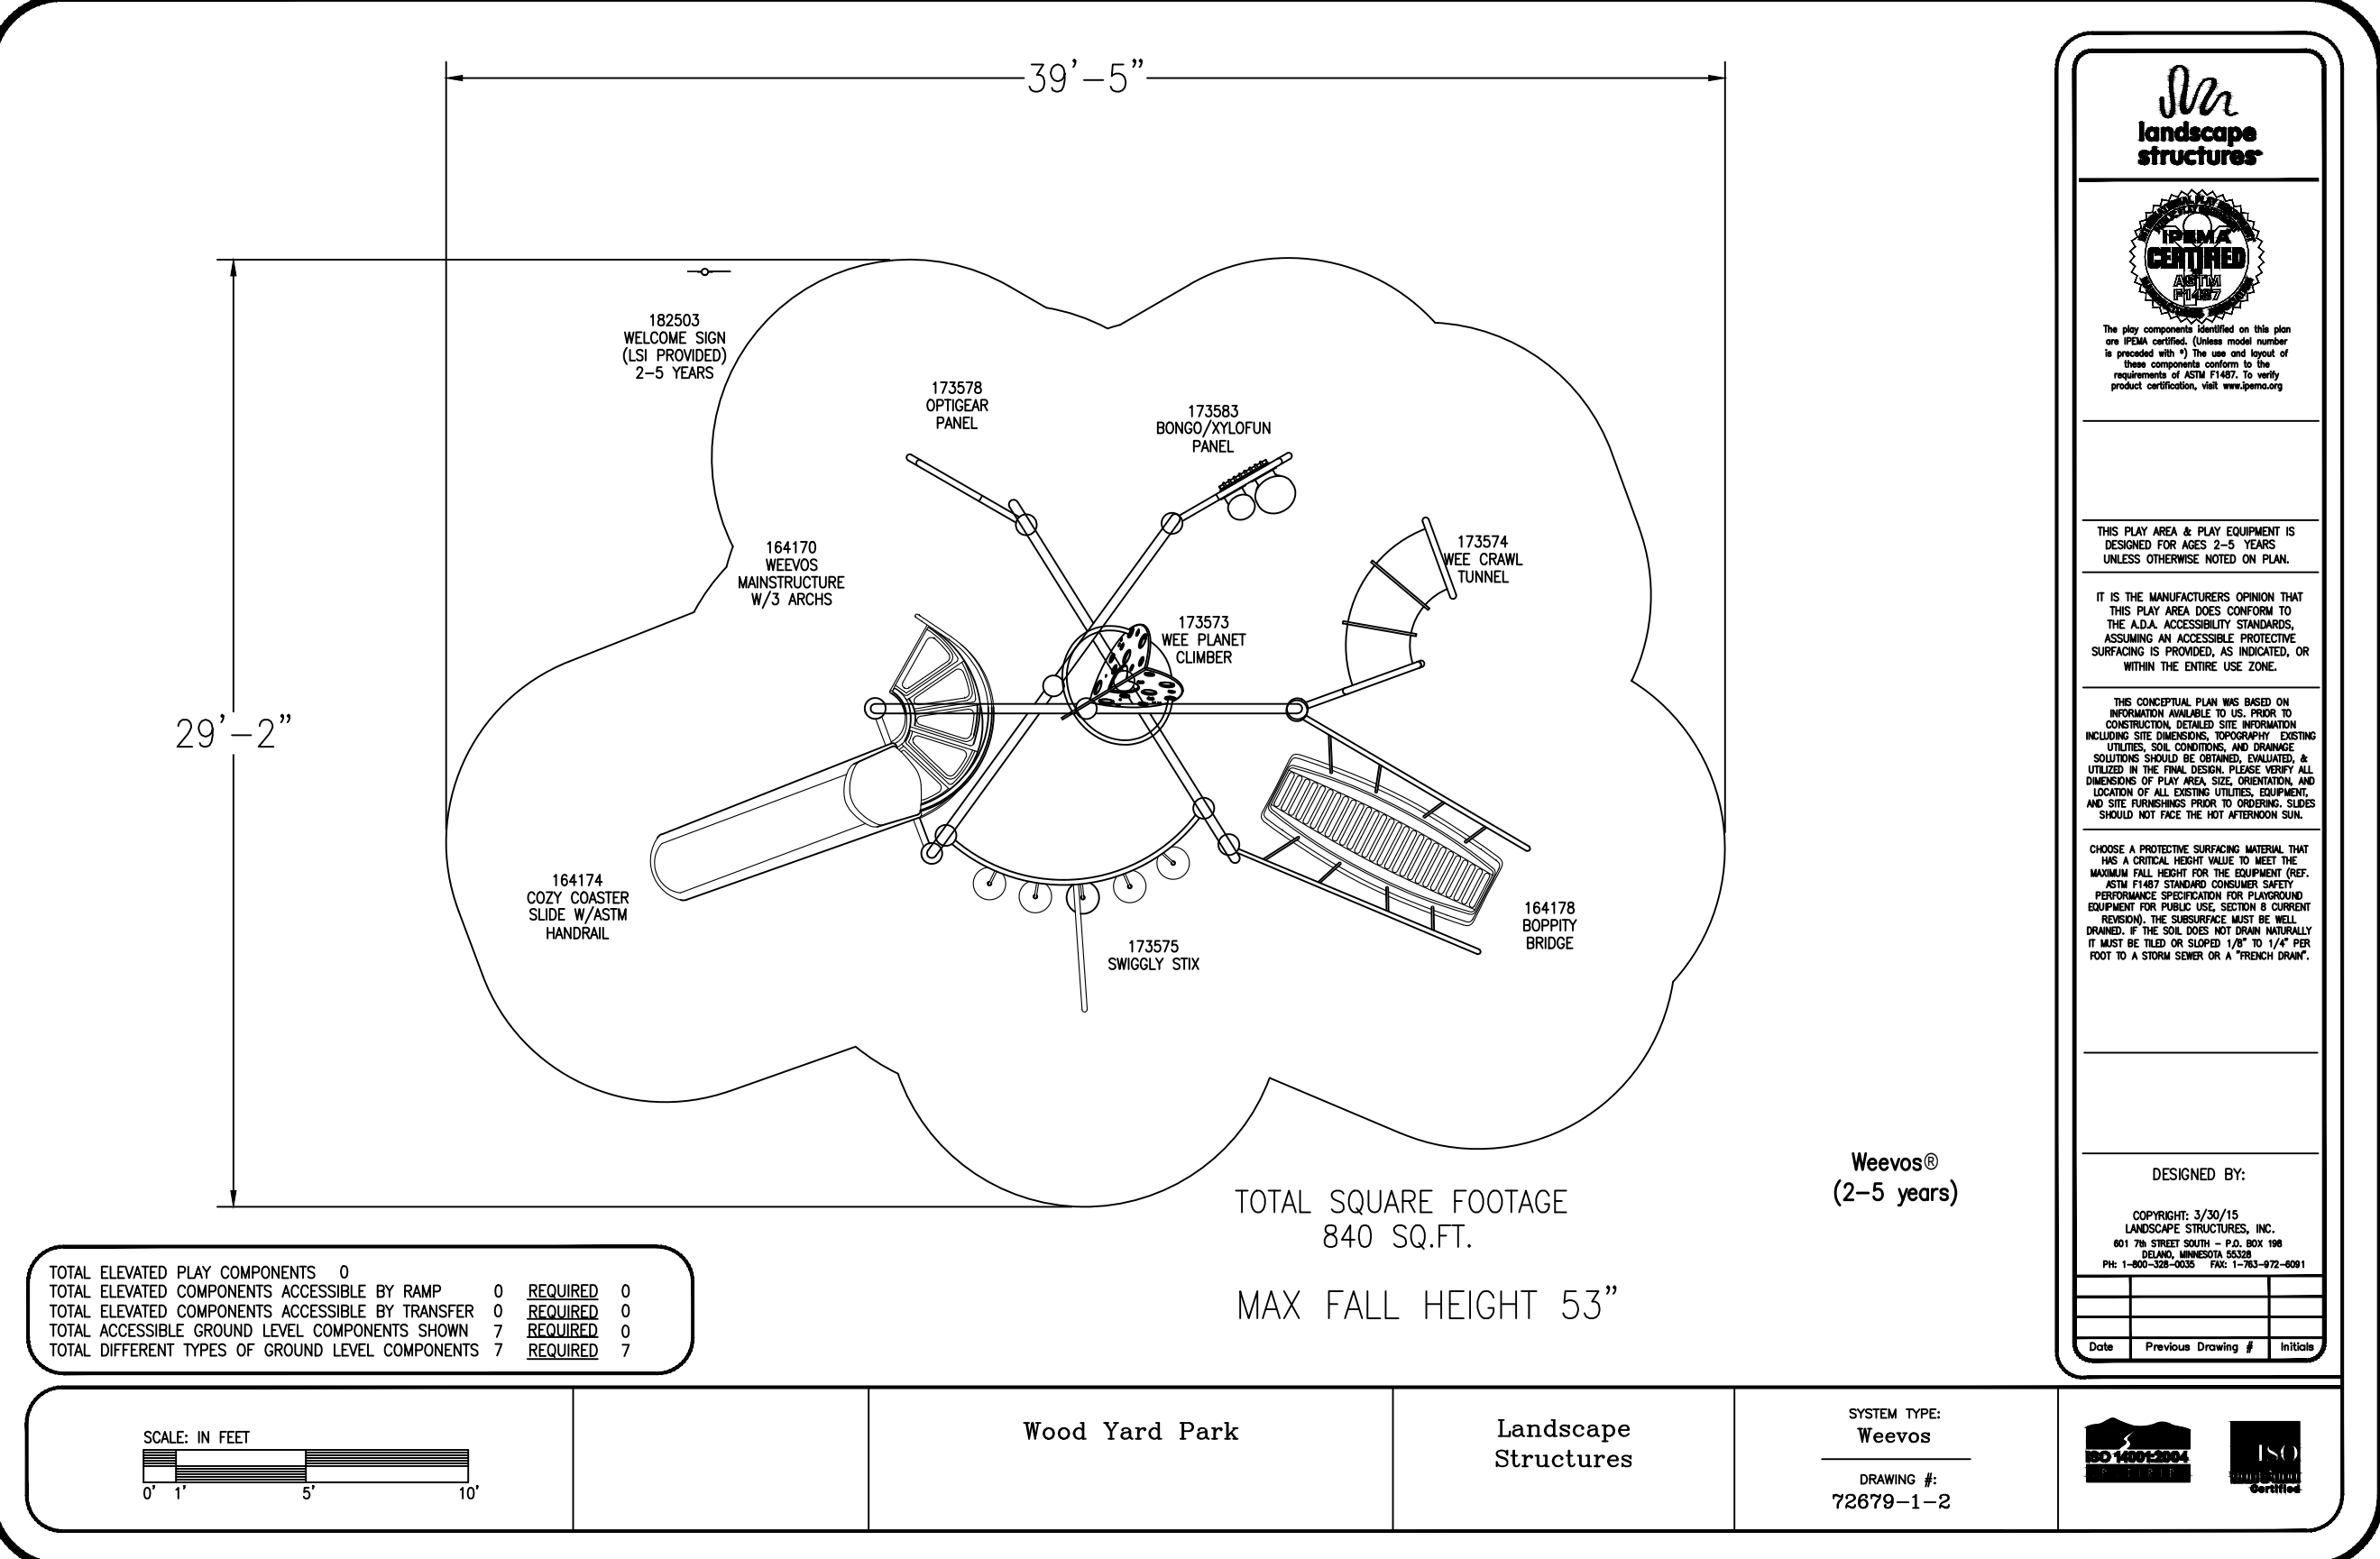 39'-5"
29'-2"
182503
WELCOME SIGN
(LSI PROVIDED)
2-5 YEARS
173578
OPTIGEAR
PANEL
173583
BONGO/XYLOFUN
PANEL
164170
WEEVOS
MAINSTRUCTURE
W/3 ARCHS
173574
WEE CRAWL
TUNNEL
173573
WEE PLANET
CLIMBER
164174
COZY COASTER
SLIDE W/ASTM
HANDRAIL
173575
SWIGGLY STIX
164178
BOPPITY
BRIDGE
TOTAL SQUARE FOOTAGE
840 SQ.FT.
MAX FALL HEIGHT 53"
Weevos®
(2-5 years)
TOTAL ELEVATED PLAY COMPONENTS 0
TOTAL ELEVATED COMPONENTS ACCESSIBLE BY RAMP 0 REQUIRED 0
TOTAL ELEVATED COMPONENTS ACCESSIBLE BY TRANSFER 0 REQUIRED 0
TOTAL ACCESSIBLE GROUND LEVEL COMPONENTS SHOWN 7 REQUIRED 0
TOTAL DIFFERENT TYPES OF GROUND LEVEL COMPONENTS 7 REQUIRED 7
SCALE: IN FEET
0' 1' 5' 10'
Wood Yard Park
Landscape
Structures
SYSTEM TYPE:
Weevos
DRAWING #:
72679-1-2
landscape
structures
IPEMA
CERTIFIED
ASTM
F1487
The play components identified on this plan
are IPEMA certified. (Unless model number
is preceded with *) The use and layout of
these components conform to the
requirements of ASTM F1487. To verify
product certification, visit www.ipema.org
THIS PLAY AREA & PLAY EQUIPMENT IS
DESIGNED FOR AGES 2-5 YEARS
UNLESS OTHERWISE NOTED ON PLAN.
IT IS THE MANUFACTURERS OPINION THAT
THIS PLAY AREA DOES CONFORM TO
THE A.D.A. ACCESSIBILITY STANDARDS,
ASSUMING AN ACCESSIBLE PROTECTIVE
SURFACING IS PROVIDED, AS INDICATED, OR
WITHIN THE ENTIRE USE ZONE.
THIS CONCEPTUAL PLAN WAS BASED ON
INFORMATION AVAILABLE TO US. PRIOR TO
CONSTRUCTION, DETAILED SITE INFORMATION
INCLUDING SITE DIMENSIONS, TOPOGRAPHY EXISTING
UTILITIES, SOIL CONDITIONS, AND DRAINAGE
SOLUTIONS SHOULD BE OBTAINED, EVALUATED, &
UTILIZED IN THE FINAL DESIGN. PLEASE VERIFY ALL
DIMENSIONS OF PLAY AREA, SIZE, ORIENTATION, AND
LOCATION OF ALL EXISTING UTILITIES, EQUIPMENT,
AND SITE FURNISHINGS PRIOR TO ORDERING. SLIDES
SHOULD NOT FACE THE HOT AFTERNOON SUN.
CHOOSE A PROTECTIVE SURFACING MATERIAL THAT
HAS A CRITICAL HEIGHT VALUE TO MEET THE
MAXIMUM FALL HEIGHT FOR THE EQUIPMENT (REF.
ASTM F1487 STANDARD CONSUMER SAFETY
PERFORMANCE SPECIFICATION FOR PLAYGROUND
EQUIPMENT FOR PUBLIC USE, SECTION 8 CURRENT
REVISION). THE SUBSURFACE MUST BE WELL
DRAINED. IF THE SOIL DOES NOT DRAIN NATURALLY
IT MUST BE TILED OR SLOPED 1/8" TO 1/4" PER
FOOT TO A STORM SEWER OR A "FRENCH DRAIN".
DESIGNED BY:
COPYRIGHT: 3/30/15
LANDSCAPE STRUCTURES, INC.
601 7th STREET SOUTH - P.O. BOX 198
DELANO, MINNESOTA 55328
PH: 1-800-328-0035 FAX: 1-763-972-6091
Date Previous Drawing # Initials
ISO 14001:2004
ISO
Certified